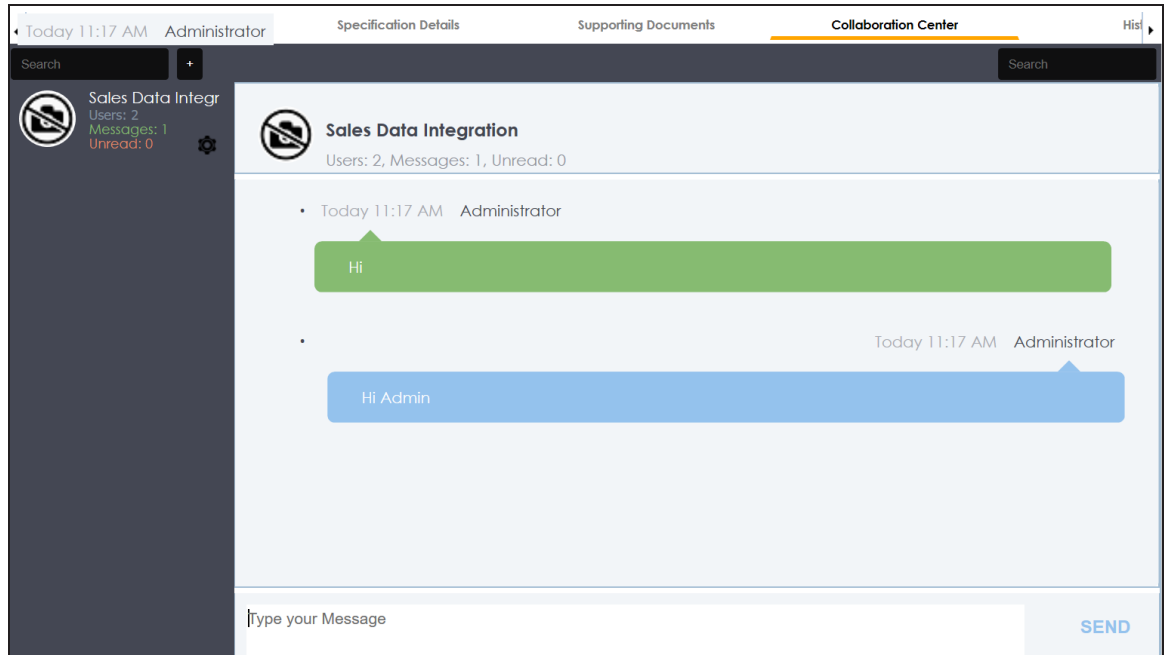 Today 11:17 AM Administrator
Specification Details
Supporting Documents
Collaboration Center
Search
+
Search
Sales Data Integr
Users: 2
Messages: 1
Unread: 0
Sales Data Integration
Users: 2, Messages: 1, Unread: 0
• Today 11:17 AM Administrator
Hi
• Today 11:17 AM Administrator
Hi Admin
Type your Message
SEND